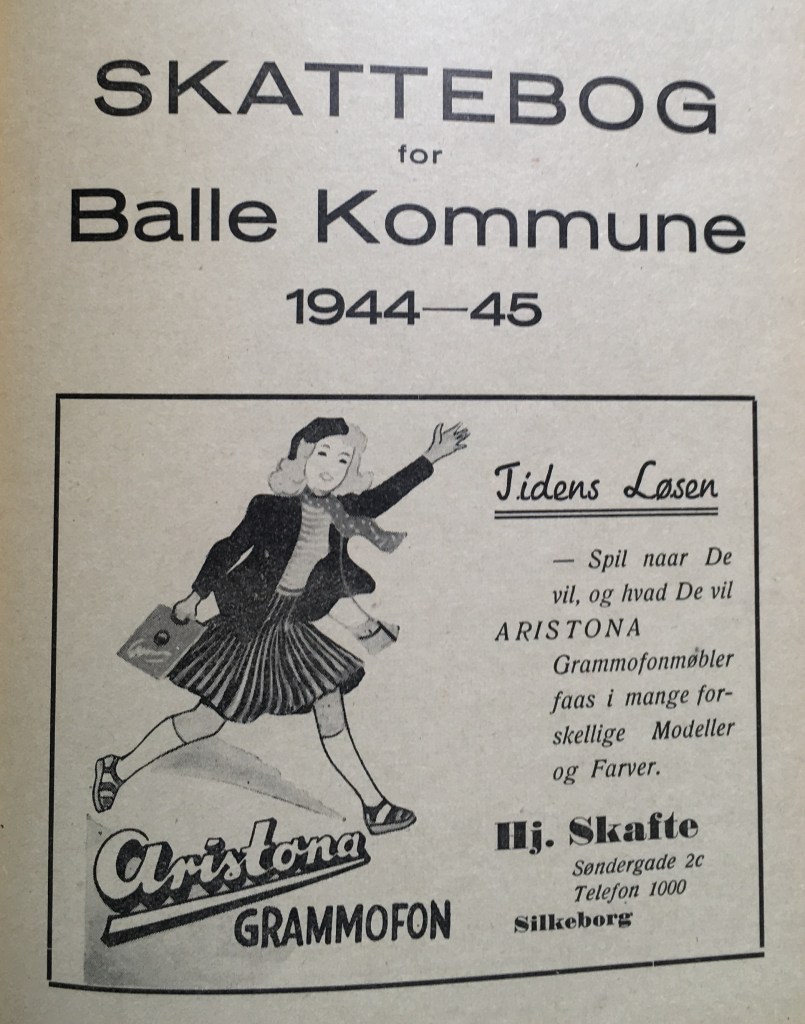 SKATTEBOG
for
Balle Kommune
1944—45
Tidens Løsen
— Spil naar De
vil, og hvad De vil
ARISTONA
Grammofonmøbler
faas i mange for-
skellige Modeller
og Farver.
Hj. Skafte
Søndergade 2c
Telefon 1000
Silkeborg
Aristona
GRAMMOFON